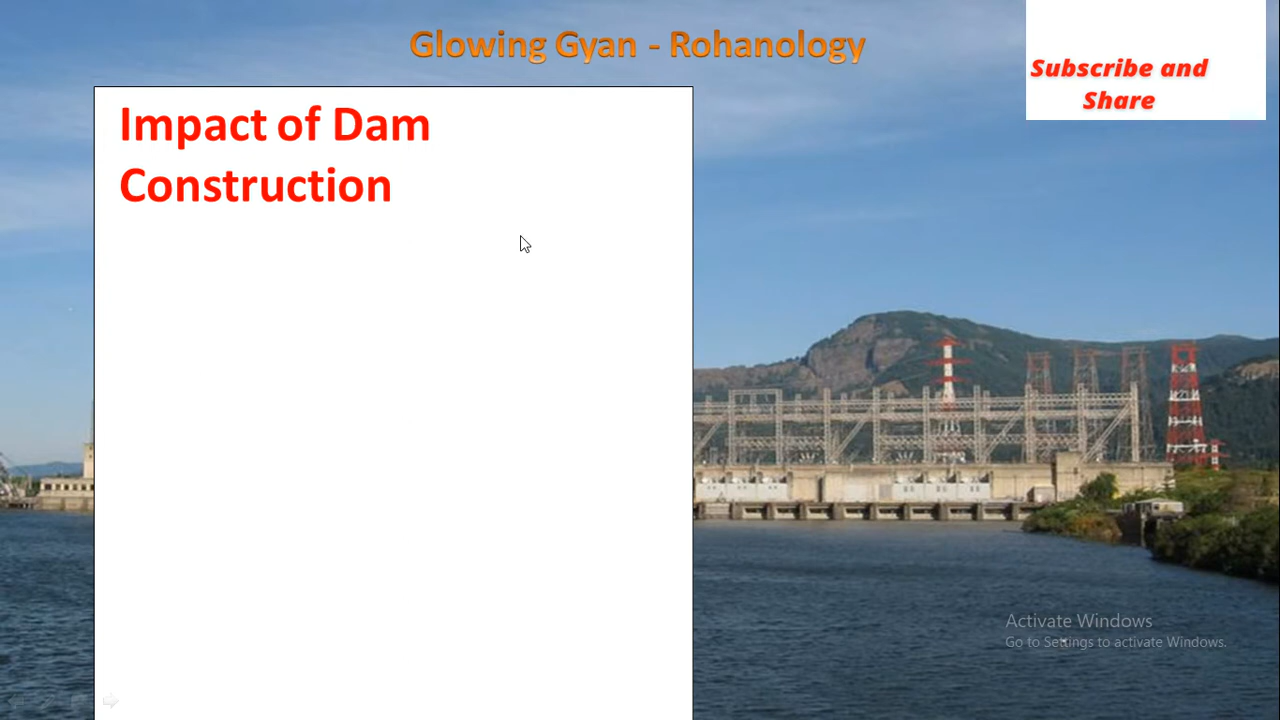 Glowing Gyan - Rohanology
Subscribe and
Share
Impact of Dam
Construction
Activate Windows
Go to Settings to activate Windows.